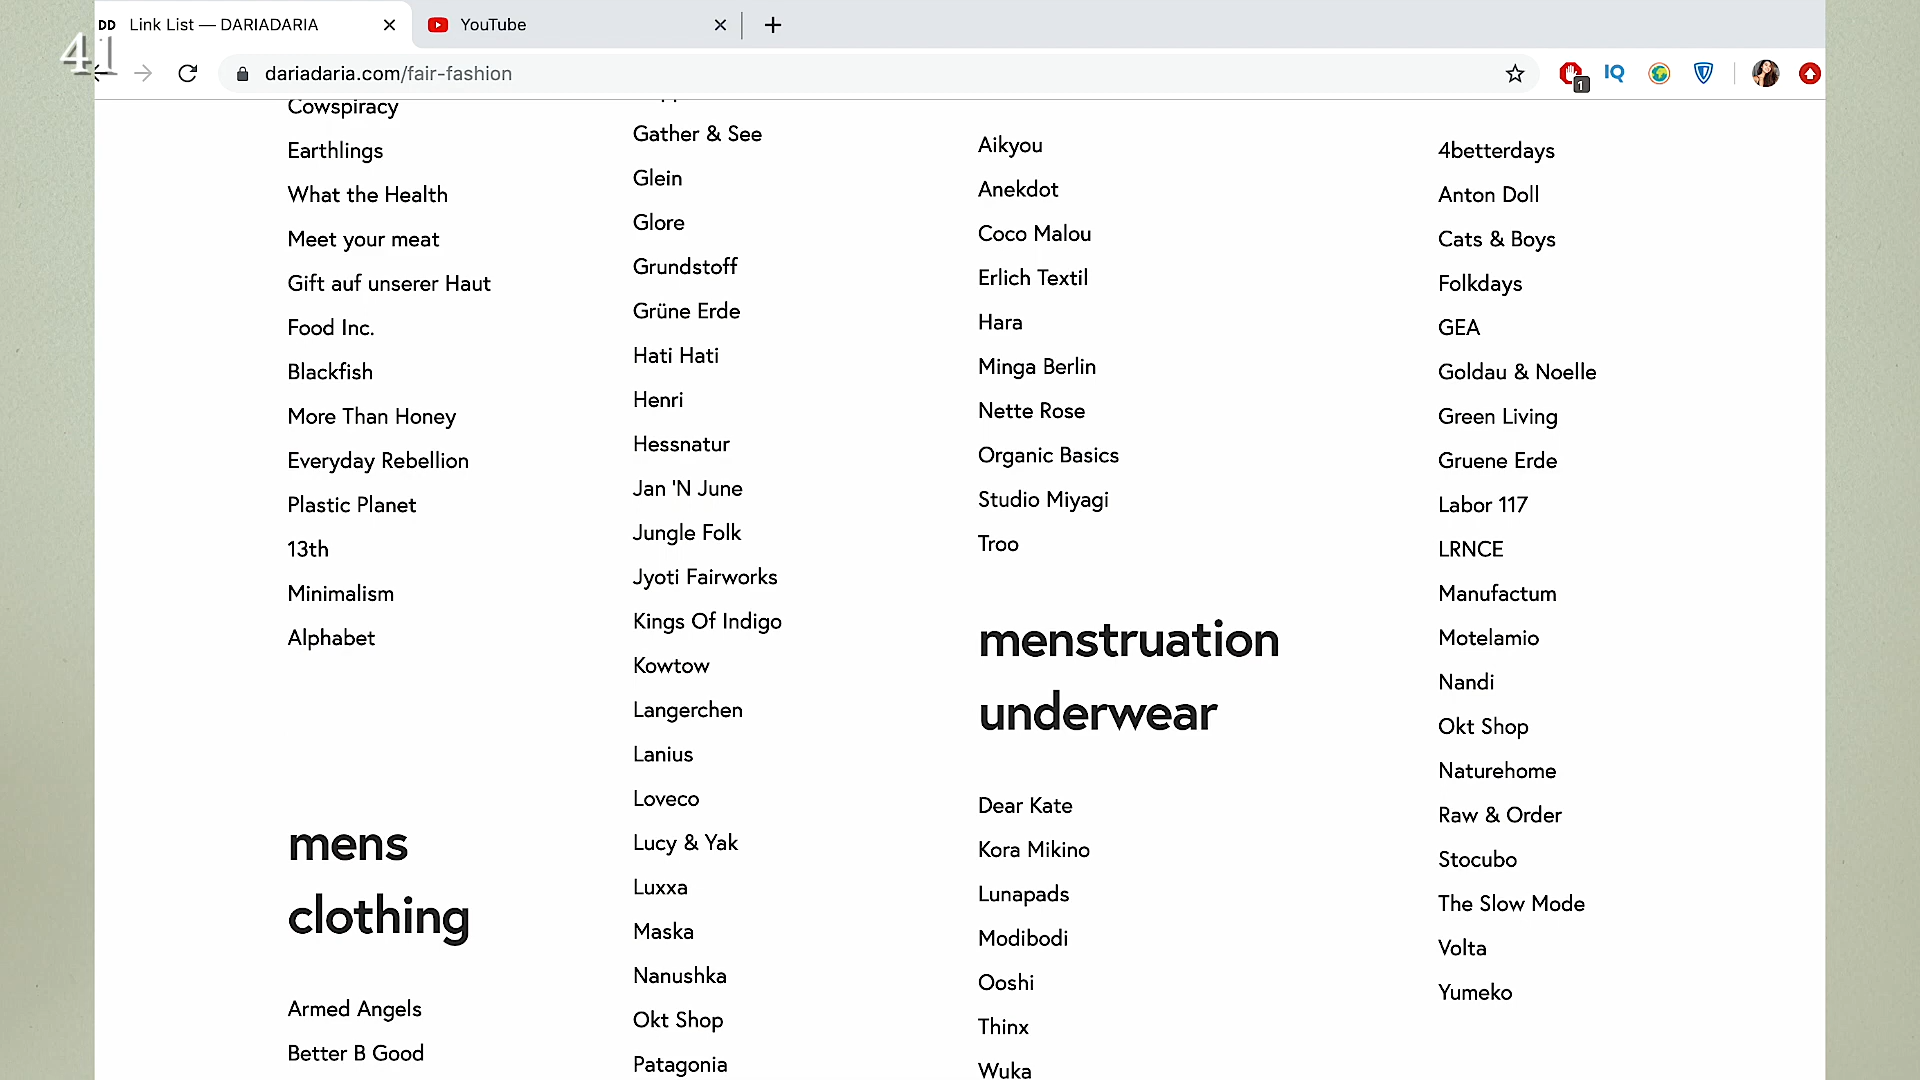 41
DD Link List — DARIADARIA
YouTube
dariadaria.com/fair-fashion
1
IQ
Cowspiracy
Earthlings
What the Health
Meet your meat
Gift auf unserer Haut
Food Inc.
Blackfish
More Than Honey
Everyday Rebellion
Plastic Planet
13th
Minimalism
Alphabet
mens
clothing
Armed Angels
Better B Good
Gather & See
Glein
Glore
Grundstoff
Grüne Erde
Hati Hati
Henri
Hessnatur
Jan 'N June
Jungle Folk
Jyoti Fairworks
Kings Of Indigo
Kowtow
Langerchen
Lanius
Loveco
Lucy & Yak
Luxxa
Maska
Nanushka
Okt Shop
Patagonia
Aikyou
Anekdot
Coco Malou
Erlich Textil
Hara
Minga Berlin
Nette Rose
Organic Basics
Studio Miyagi
Troo
menstruation
underwear
Dear Kate
Kora Mikino
Lunapads
Modibodi
Ooshi
Thinx
Wuka
4betterdays
Anton Doll
Cats & Boys
Folkdays
GEA
Goldau & Noelle
Green Living
Gruene Erde
Labor 117
LRNCE
Manufactum
Motelamio
Nandi
Okt Shop
Naturehome
Raw & Order
Stocubo
The Slow Mode
Volta
Yumeko